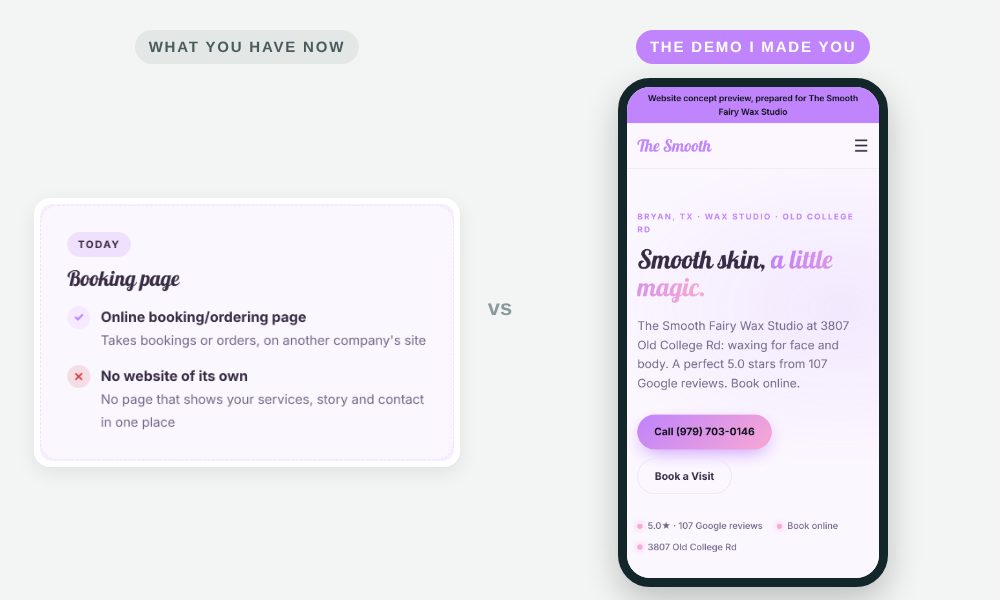 WHAT YOU HAVE NOW
TODAY
Booking page
Online booking/ordering page
Takes bookings or orders, on another company's site
No website of its own
No page that shows your services, story and contact
in one place
vs
THE DEMO I MADE YOU
Website concept preview, prepared for The Smooth
Fairy Wax Studio
The Smooth
BRYAN, TX · WAX STUDIO · OLD COLLEGE
RD
Smooth skin, a little
magic.
The Smooth Fairy Wax Studio at 3807
Old College Rd: waxing for face and
body. A perfect 5.0 stars from 107
Google reviews. Book online.
Call (979) 703-0146
Book a Visit
5.0★ · 107 Google reviews
Book online
3807 Old College Rd